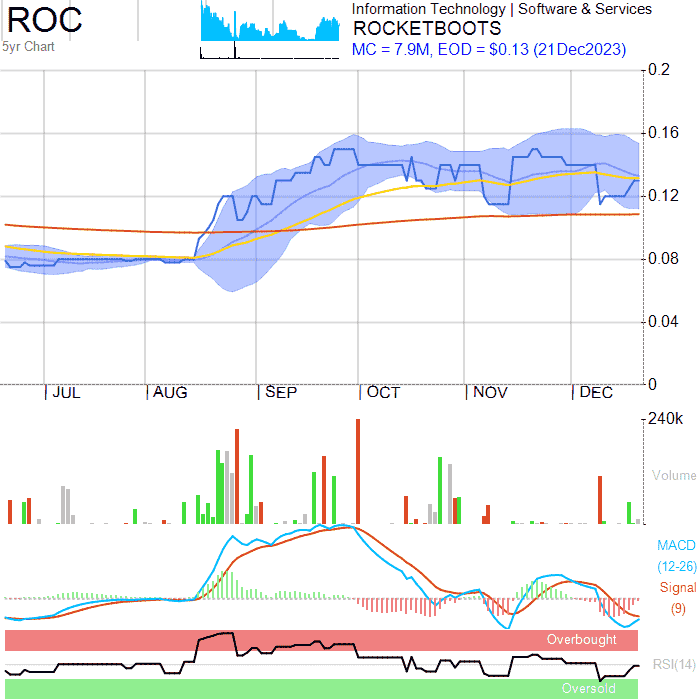 ROC
5yr Chart
Information Technology | Software & Services
ROCKETBOOTS
MC = 7.9M, EOD = $0.13 (21Dec2023)
0.2
0.16
0.12
0.08
0.04
0
JUL
AUG
SEP
OCT
NOV
DEC
240k
Volume
MACD
(12-26)
Signal
(9)
Overbought
RSI(14)
Oversold